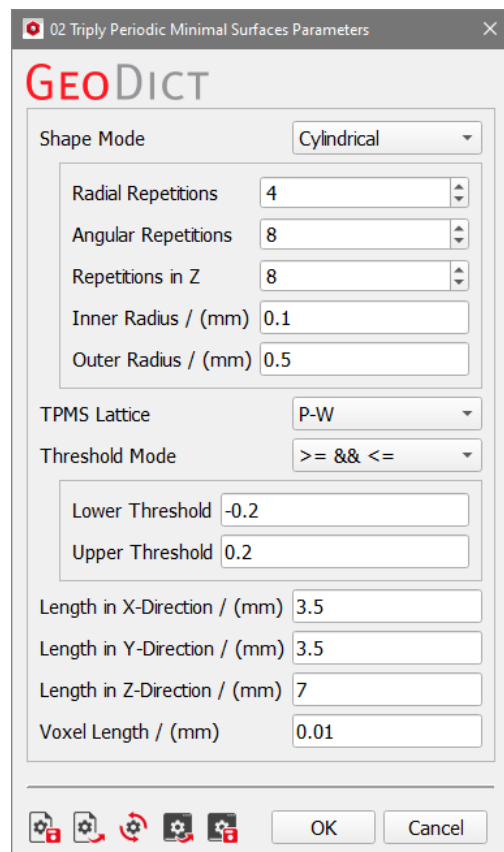 02 Triply Periodic Minimal Surfaces Parameters
GEODICT
Shape Mode Cylindrical
Radial Repetitions 4
Angular Repetitions 8
Repetitions in Z 8
Inner Radius / (mm) 0.1
Outer Radius / (mm) 0.5
TPMS Lattice P-W
Threshold Mode >= && <=
Lower Threshold -0.2
Upper Threshold 0.2
Length in X-Direction / (mm) 3.5
Length in Y-Direction / (mm) 3.5
Length in Z-Direction / (mm) 7
Voxel Length / (mm) 0.01
OK Cancel